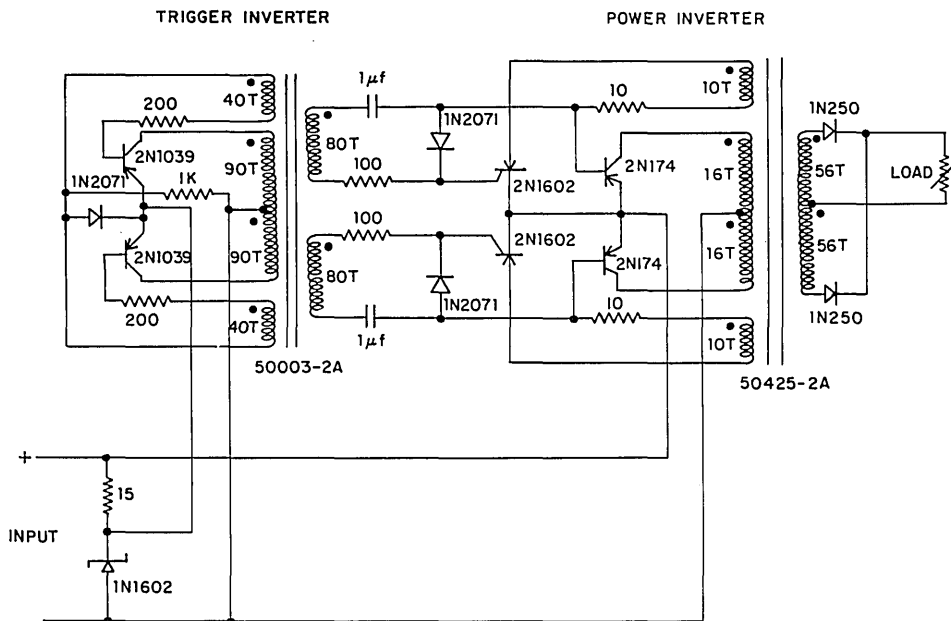 TRIGGER INVERTER
POWER INVERTER
200
40T
2N1039
1N2071
1K
90T
90T
2N1039
200
40T
50003-2A
1μf
80T
1N2071
100
2N1602
100
2N1602
80T
1N2071
1μf
10
10T
2N174
16T
16T
2N174
10
10T
50425-2A
1N250
56T
LOAD
56T
1N250
+
15
INPUT
1N1602